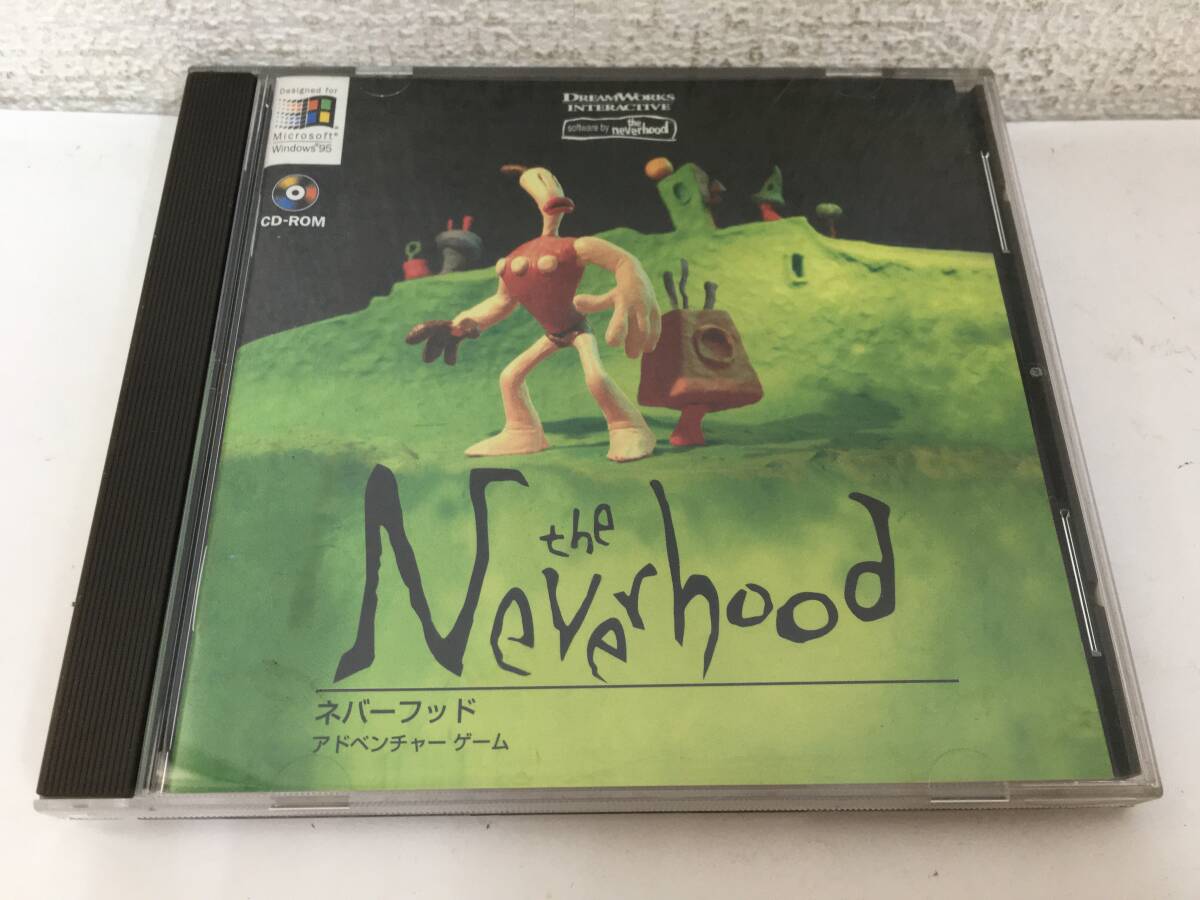 Designed for
Microsoft®
Windows®95
CD-ROM
DREAMWORKS
INTERACTIVE
software by the neverhood
the
Neverhood
ネバーフッド
アドベンチャー ゲーム